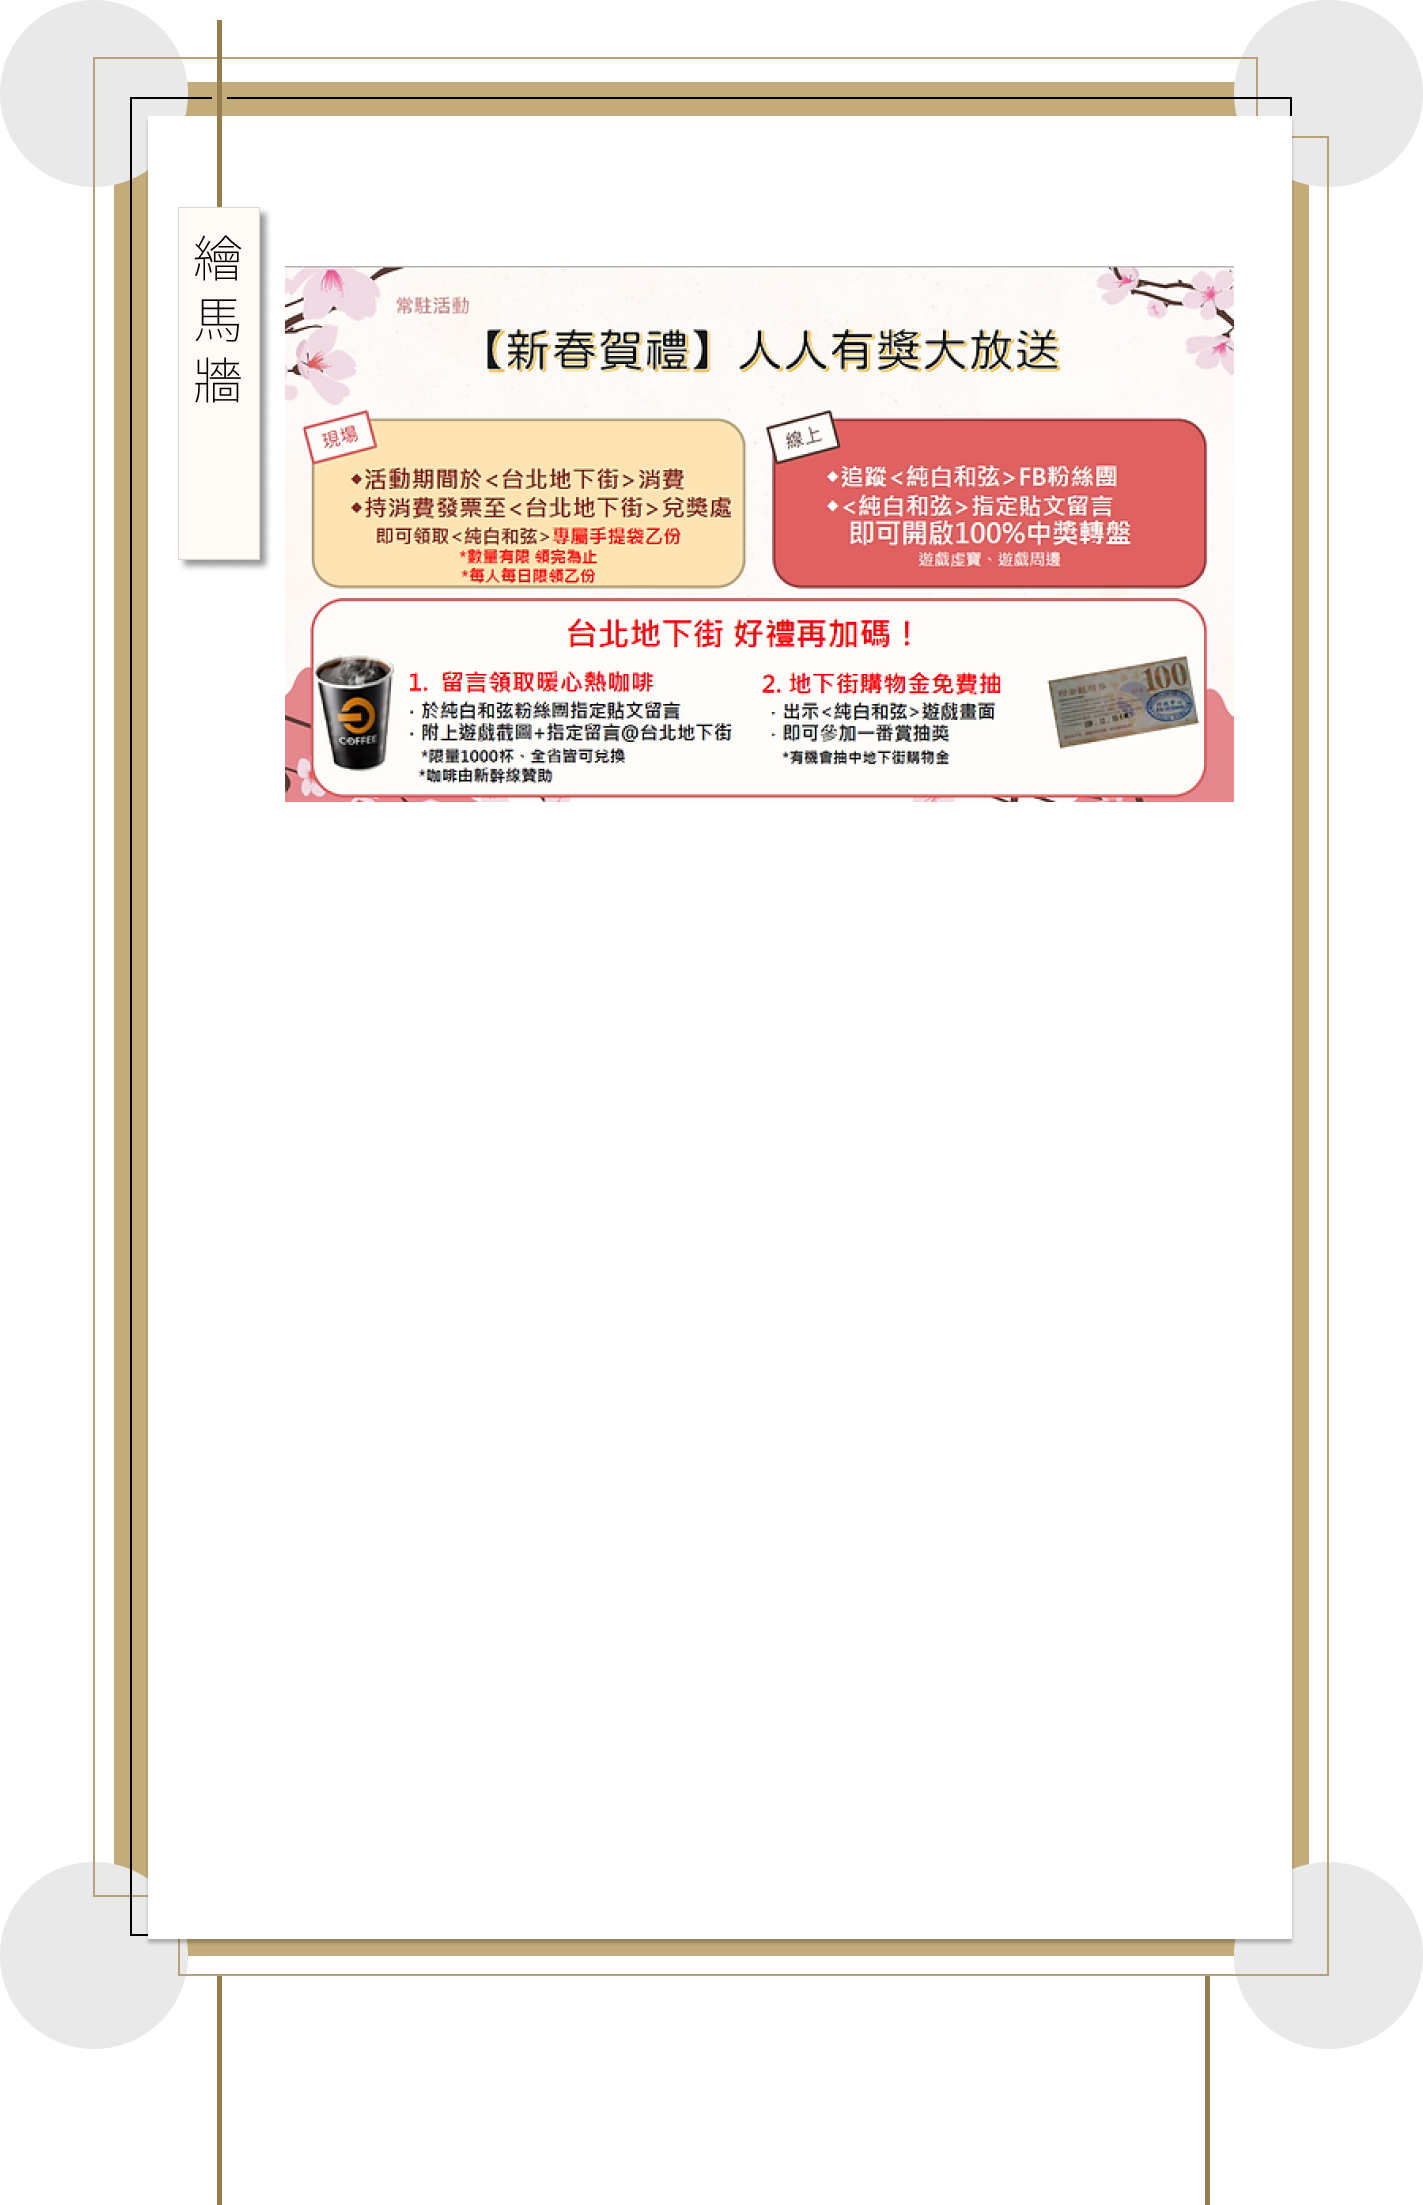 繪馬牆
常駐活動
【新春賀禮】人人有獎大放送
現場
◆活動期間於<台北地下街>消費
◆持消費發票至<台北地下街>兌獎處
即可領取<純白和弦>專屬手提袋乙份
*數量有限 領完為止
*每人每日限領乙份
線上
◆追蹤<純白和弦>FB粉絲團
◆<純白和弦>指定貼文留言
即可開啟100%中獎轉盤
遊戲虛寶、遊戲周邊
台北地下街 好禮再加碼！
1. 留言領取暖心熱咖啡
· 於純白和弦粉絲團指定貼文留言
· 附上遊戲截圖+指定留言@台北地下街
*限量1000杯、全省皆可兌換
*咖啡由新幹線贊助
COFFEE
2. 地下街購物金免費抽
· 出示<純白和弦>遊戲畫面
· 即可參加一番賞抽獎
*有機會抽中地下街購物金
100